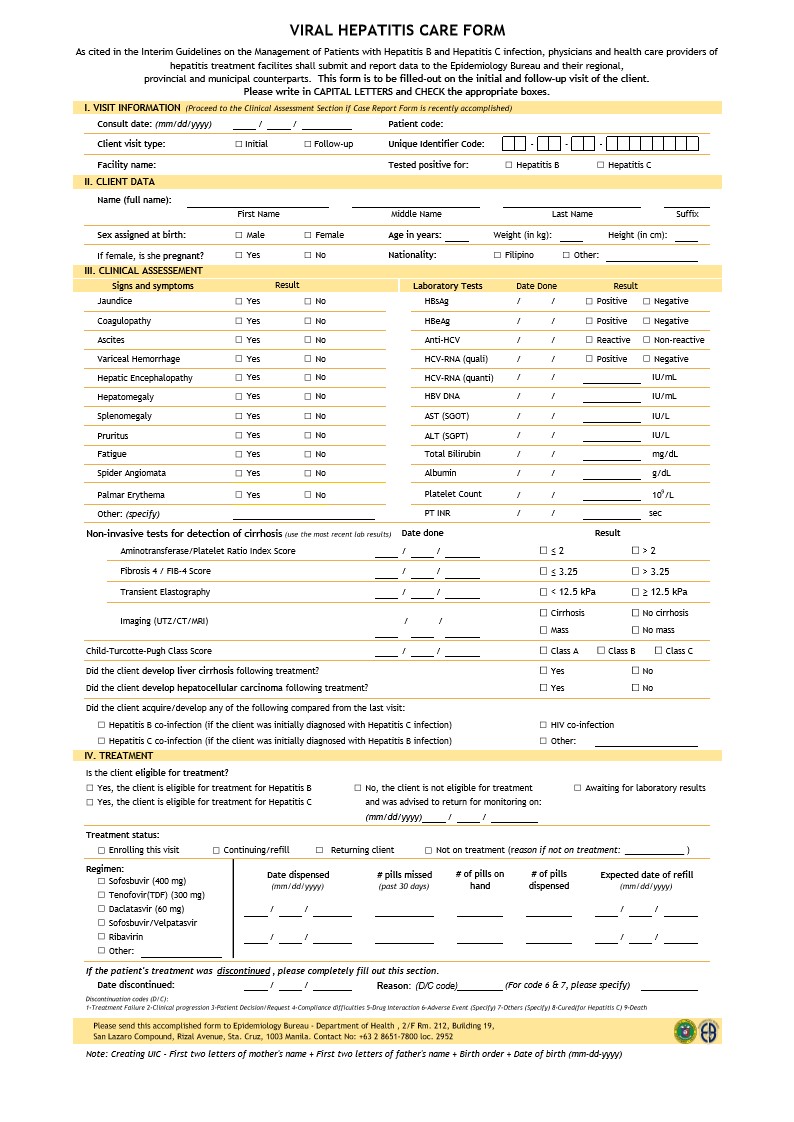 VIRAL HEPATITIS CARE FORM
As cited in the Interim Guidelines on the Management of Patients with Hepatitis B and Hepatitis C infection, physicians and health care providers of
hepatitis treatment facilites shall submit and report data to the Epidemiology Bureau and their regional,
provincial and municipal counterparts. This form is to be filled-out on the initial and follow-up visit of the client.
Please write in CAPITAL LETTERS and CHECK the appropriate boxes.
I. VISIT INFORMATION (Proceed to the Clinical Assessment Section if Case Report Form is recently accomplished)
Consult date: (mm/dd/yyyy) ____ / ____ / ________ Patient code:
Client visit type: ☐ Initial ☐ Follow-up Unique Identifier Code: ☐☐ - ☐☐ - ☐☐ - ☐☐☐☐☐☐☐☐
Facility name: Tested positive for: ☐ Hepatitis B ☐ Hepatitis C
II. CLIENT DATA
Name (full name):
First Name Middle Name Last Name Suffix
Sex assigned at birth: ☐ Male ☐ Female Age in years: ____ Weight (in kg): ____ Height (in cm): ____
If female, is she pregnant? ☐ Yes ☐ No Nationality: ☐ Filipino ☐ Other: ________
III. CLINICAL ASSESSEMENT
Signs and symptoms Result Laboratory Tests Date Done Result
Jaundice ☐ Yes ☐ No HBsAg / / ☐ Positive ☐ Negative
Coagulopathy ☐ Yes ☐ No HBeAg / / ☐ Positive ☐ Negative
Ascites ☐ Yes ☐ No Anti-HCV / / ☐ Reactive ☐ Non-reactive
Variceal Hemorrhage ☐ Yes ☐ No HCV-RNA (quali) / / ☐ Positive ☐ Negative
Hepatic Encephalopathy ☐ Yes ☐ No HCV-RNA (quanti) / / ________ IU/mL
Hepatomegaly ☐ Yes ☐ No HBV DNA / / ________ IU/mL
Splenomegaly ☐ Yes ☐ No AST (SGOT) / / ________ IU/L
Pruritus ☐ Yes ☐ No ALT (SGPT) / / ________ IU/L
Fatigue ☐ Yes ☐ No Total Bilirubin / / ________ mg/dL
Spider Angiomata ☐ Yes ☐ No Albumin / / ________ g/dL
Palmar Erythema ☐ Yes ☐ No Platelet Count / / ________ 10⁹/L
Other: (specify) ________ PT INR / / ________ sec
Non-invasive tests for detection of cirrhosis (use the most recent lab results) Date done Result
Aminotransferase/Platelet Ratio Index Score ____ / ____ / ________ ☐ ≤ 2 ☐ > 2
Fibrosis 4 / FIB-4 Score ____ / ____ / ________ ☐ ≤ 3.25 ☐ > 3.25
Transient Elastography ____ / ____ / ________ ☐ < 12.5 kPa ☐ ≥ 12.5 kPa
☐ Cirrhosis ☐ No cirrhosis
Imaging (UTZ/CT/MRI) ____ / ____ / ________
☐ Mass ☐ No mass
Child-Turcotte-Pugh Class Score ____ / ____ / ________ ☐ Class A ☐ Class B ☐ Class C
Did the client develop liver cirrhosis following treatment? ☐ Yes ☐ No
Did the client develop hepatocellular carcinoma following treatment? ☐ Yes ☐ No
Did the client acquire/develop any of the following compared from the last visit:
☐ Hepatitis B co-infection (if the client was initially diagnosed with Hepatitis C infection) ☐ HIV co-infection
☐ Hepatitis C co-infection (if the client was initially diagnosed with Hepatitis B infection) ☐ Other: ________
IV. TREATMENT
Is the client eligible for treatment?
☐ Yes, the client is eligible for treatment for Hepatitis B ☐ No, the client is not eligible for treatment ☐ Awaiting for laboratory results
☐ Yes, the client is eligible for treatment for Hepatitis C and was advised to return for monitoring on:
(mm/dd/yyyy)____ / ____ / ________
Treatment status:
☐ Enrolling this visit ☐ Continuing/refill ☐ Returning client ☐ Not on treatment (reason if not on treatment: ________ )
Regimen: Date dispensed # pills missed # of pills on # of pills Expected date of refill
(mm/dd/yyyy) (past 30 days) hand dispensed (mm/dd/yyyy)
☐ Sofosbuvir (400 mg)
☐ Tenofovir(TDF) (300 mg)
☐ Daclatasvir (60 mg) ____ / ____ / ________ ________ ________ ________ ____ / ____ / ________
☐ Sofosbuvir/Velpatasvir
☐ Ribavirin ____ / ____ / ________ ________ ________ ________ ____ / ____ / ________
☐ Other: ________
If the patient's treatment was discontinued, please completely fill out this section.
Date discontinued: ____ / ____ / ________ Reason: (D/C code)________ (For code 6 & 7, please specify) ________
Discontinuation codes (D/C):
1-Treatment Failure 2-Clinical progression 3-Patient Decision/Request 4-Compliance difficulties 5-Drug Interaction 6-Adverse Event (Specify) 7-Others (Specify) 8-Cured(for Hepatitis C) 9-Death
Please send this accomplished form to Epidemiology Bureau - Department of Health , 2/F Rm. 212, Building 19,
San Lazaro Compound, Rizal Avenue, Sta. Cruz, 1003 Manila. Contact No: +63 2 8651-7800 loc. 2952
Note: Creating UIC - First two letters of mother's name + First two letters of father's name + Birth order + Date of birth (mm-dd-yyy)